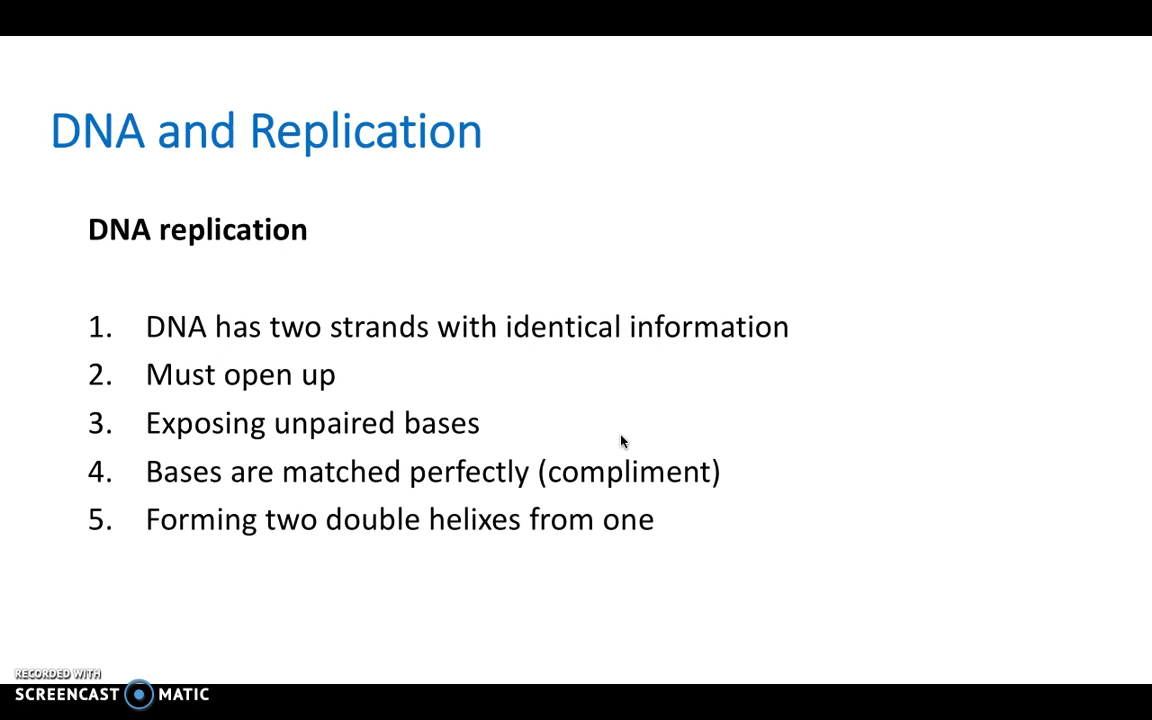 DNA and Replication
DNA replication
1. DNA has two strands with identical information
2. Must open up
3. Exposing unpaired bases
4. Bases are matched perfectly (compliment)
5. Forming two double helixes from one
RECORDED WITH
SCREENCAST MATIC